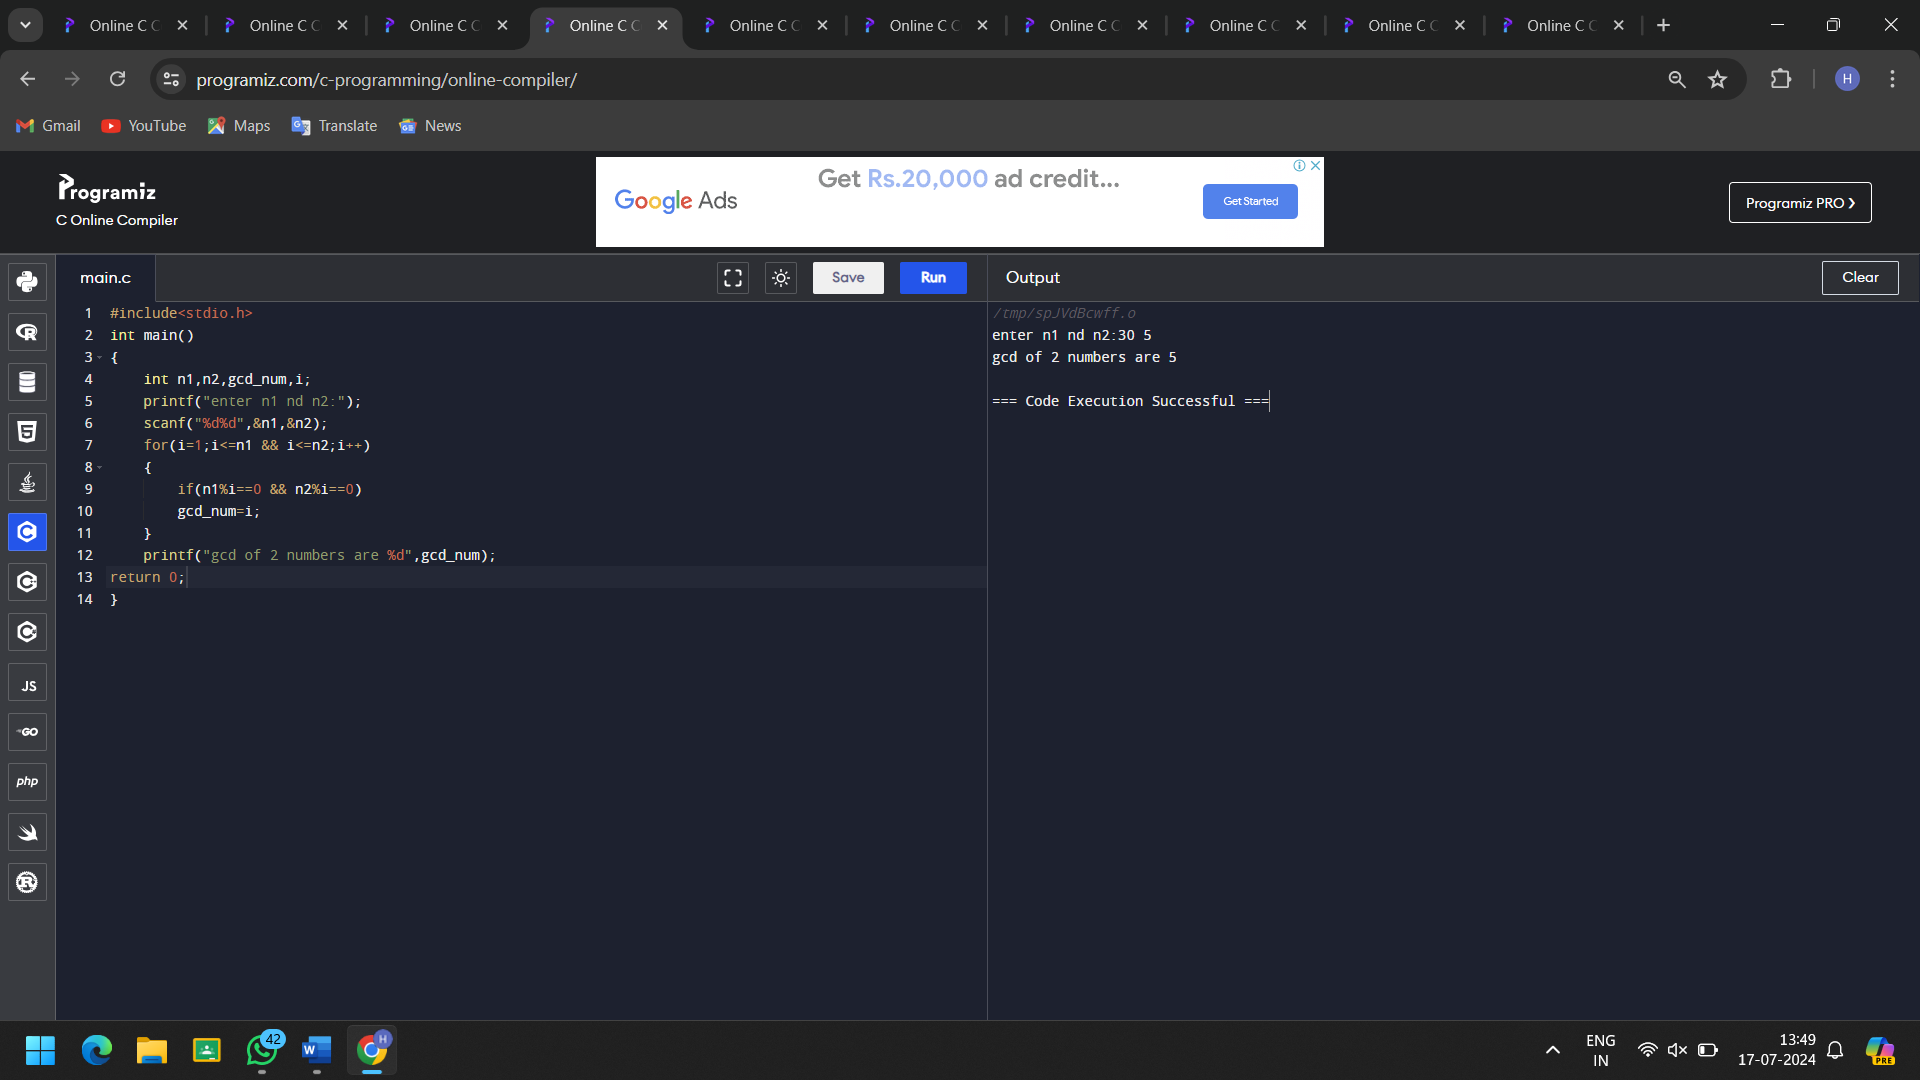 Online C C
Online C C
Online C C
Online C C
Online C C
Online C C
Online C C
Online C C
Online C C
Online C C
programiz.com/c-programming/online-compiler/
H
Gmail
YouTube
Maps
Translate
News
Programiz
C Online Compiler
Google Ads
Get Rs.20,000 ad credit...
Get Started
Programiz PRO ❯
main.c
Save
Run
Output
Clear
1 #include<stdio.h>
2 int main()
3 {
4 int n1,n2,gcd_num,i;
5 printf("enter n1 nd n2:");
6 scanf("%d%d",&n1,&n2);
7 for(i=1;i<=n1 && i<=n2;i++)
8 {
9 if(n1%i==0 && n2%i==0)
10 gcd_num=i;
11 }
12 printf("gcd of 2 numbers are %d",gcd_num);
13 return 0;
14 }
/tmp/spJVdBcwff.o
enter n1 nd n2:30 5
gcd of 2 numbers are 5
=== Code Execution Successful ===
JS
GO
php
42
W
H
ENG
IN
13:49
17-07-2024
PRE